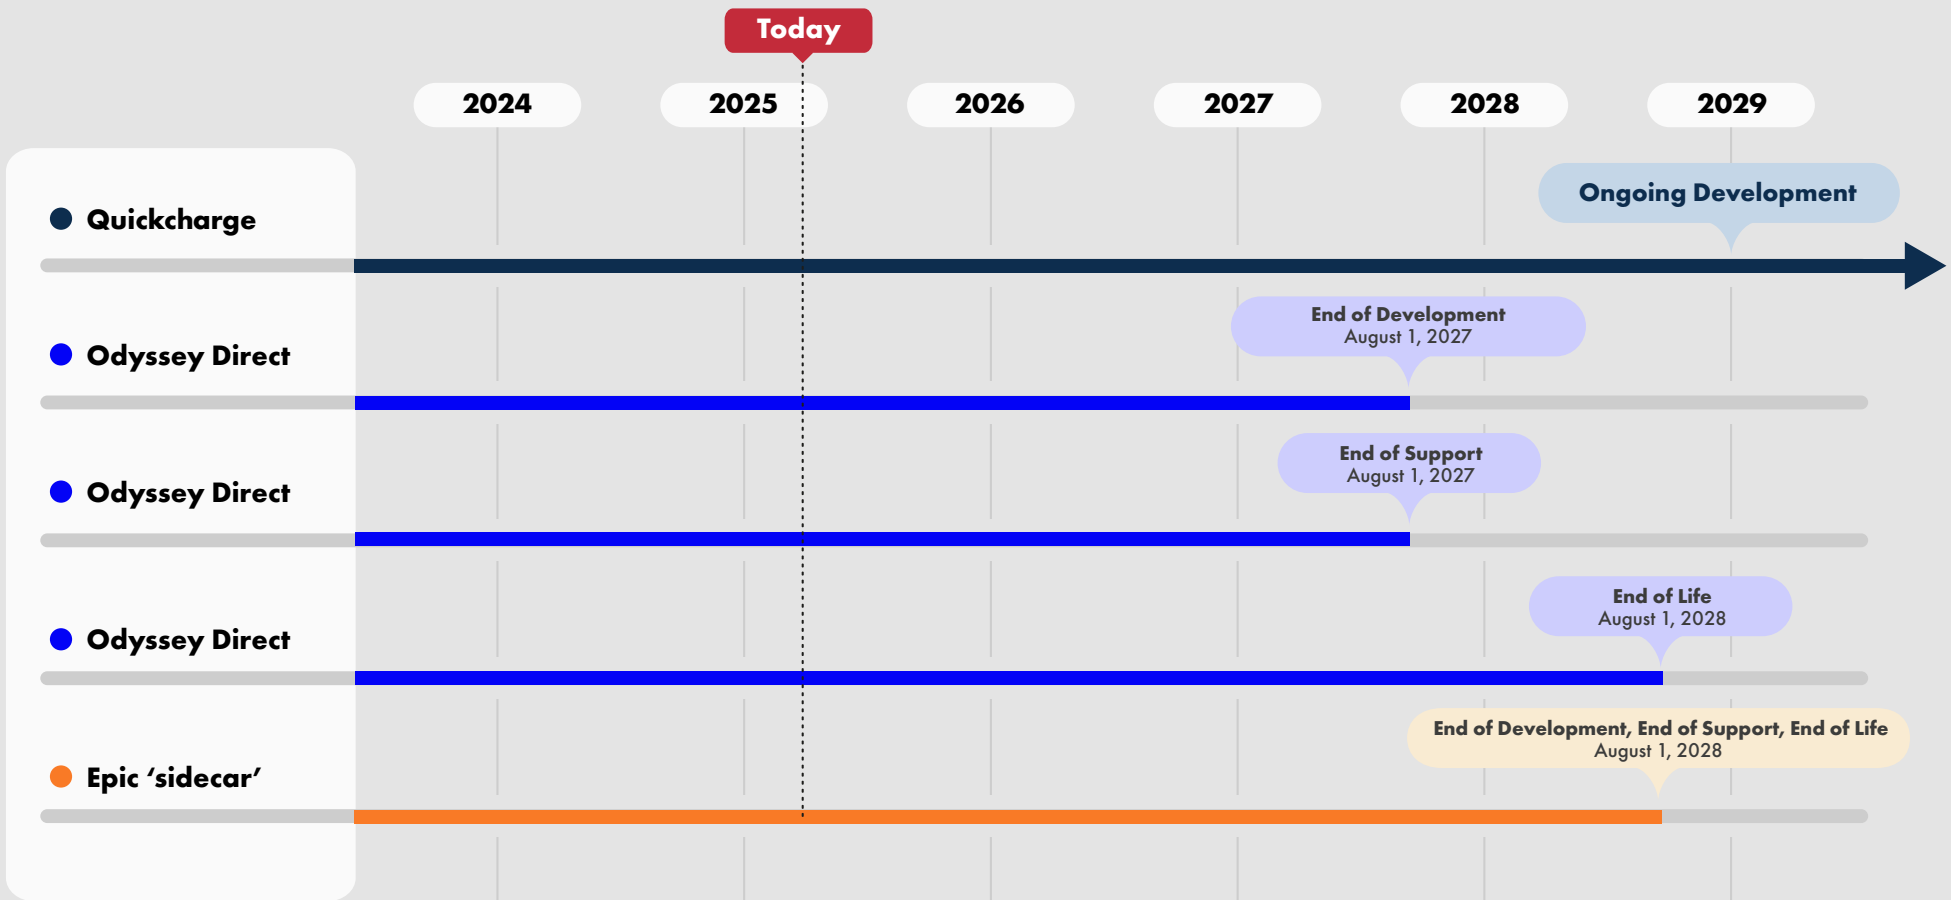 Today
2024
2025
2026
2027
2028
2029
Ongoing Development
Quickcharge
End of Development
August 1, 2027
Odyssey Direct
End of Support
August 1, 2027
Odyssey Direct
End of Life
August 1, 2028
Odyssey Direct
End of Development, End of Support, End of Life
August 1, 2028
Epic ‘sidecar’